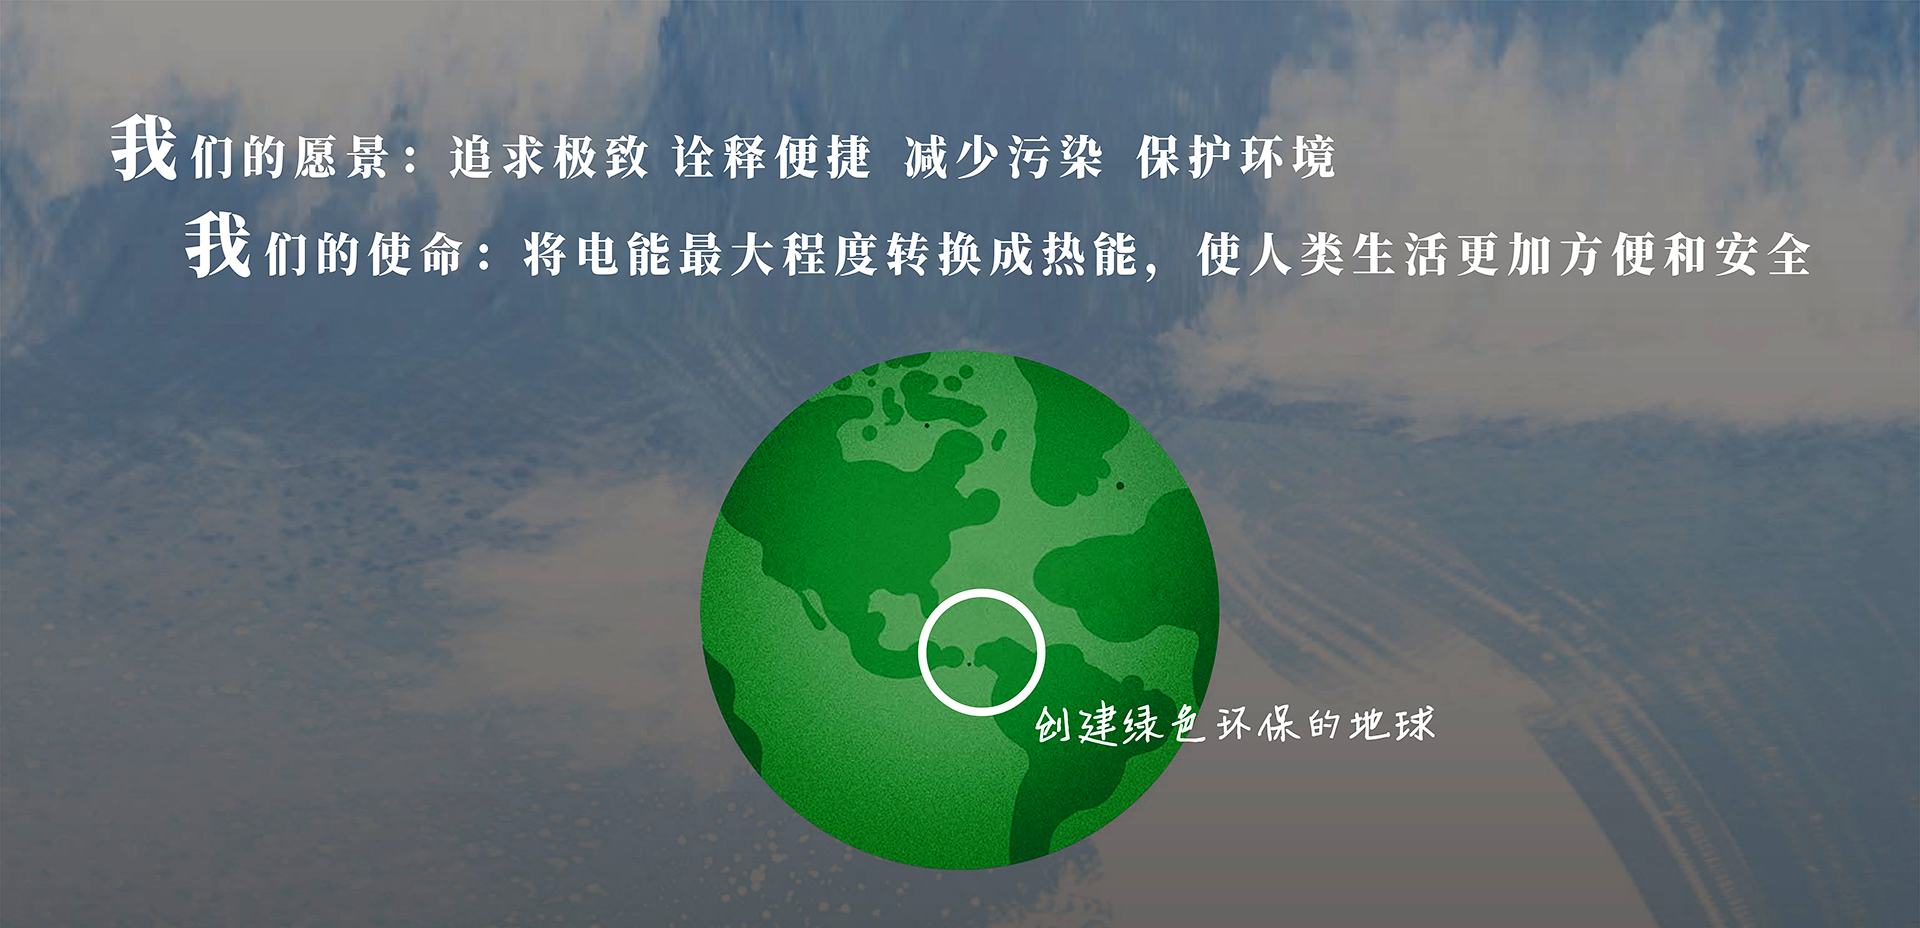 我们的愿景：追求极致 诠释便捷 减少污染 保护环境
我们的使命：将电能最大程度转换成热能，使人类生活更加方便和安全
创建绿色环保的地球